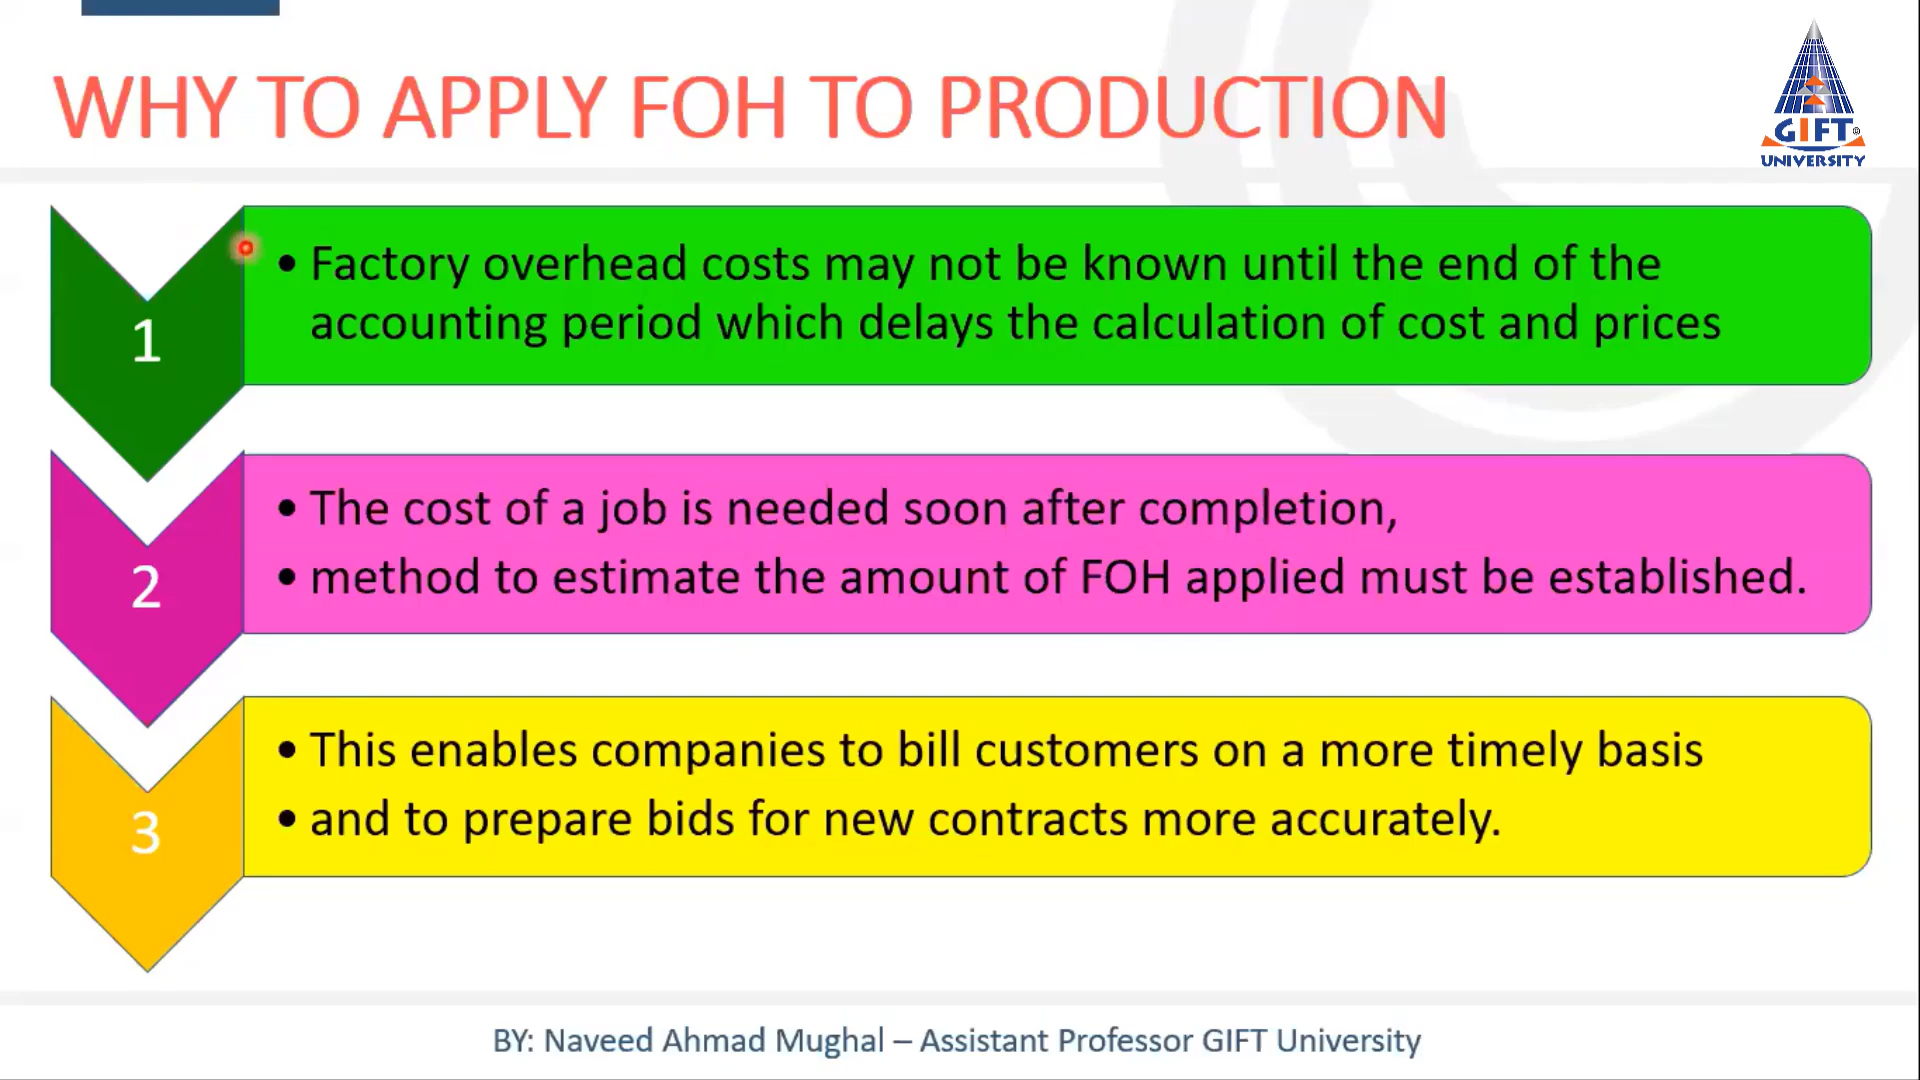 WHY TO APPLY FOH TO PRODUCTION
GIFT©
UNIVERSITY
1
• Factory overhead costs may not be known until the end of the
accounting period which delays the calculation of cost and prices
2
• The cost of a job is needed soon after completion,
• method to estimate the amount of FOH applied must be established.
3
• This enables companies to bill customers on a more timely basis
• and to prepare bids for new contracts more accurately.
BY: Naveed Ahmad Mughal – Assistant Professor GIFT University